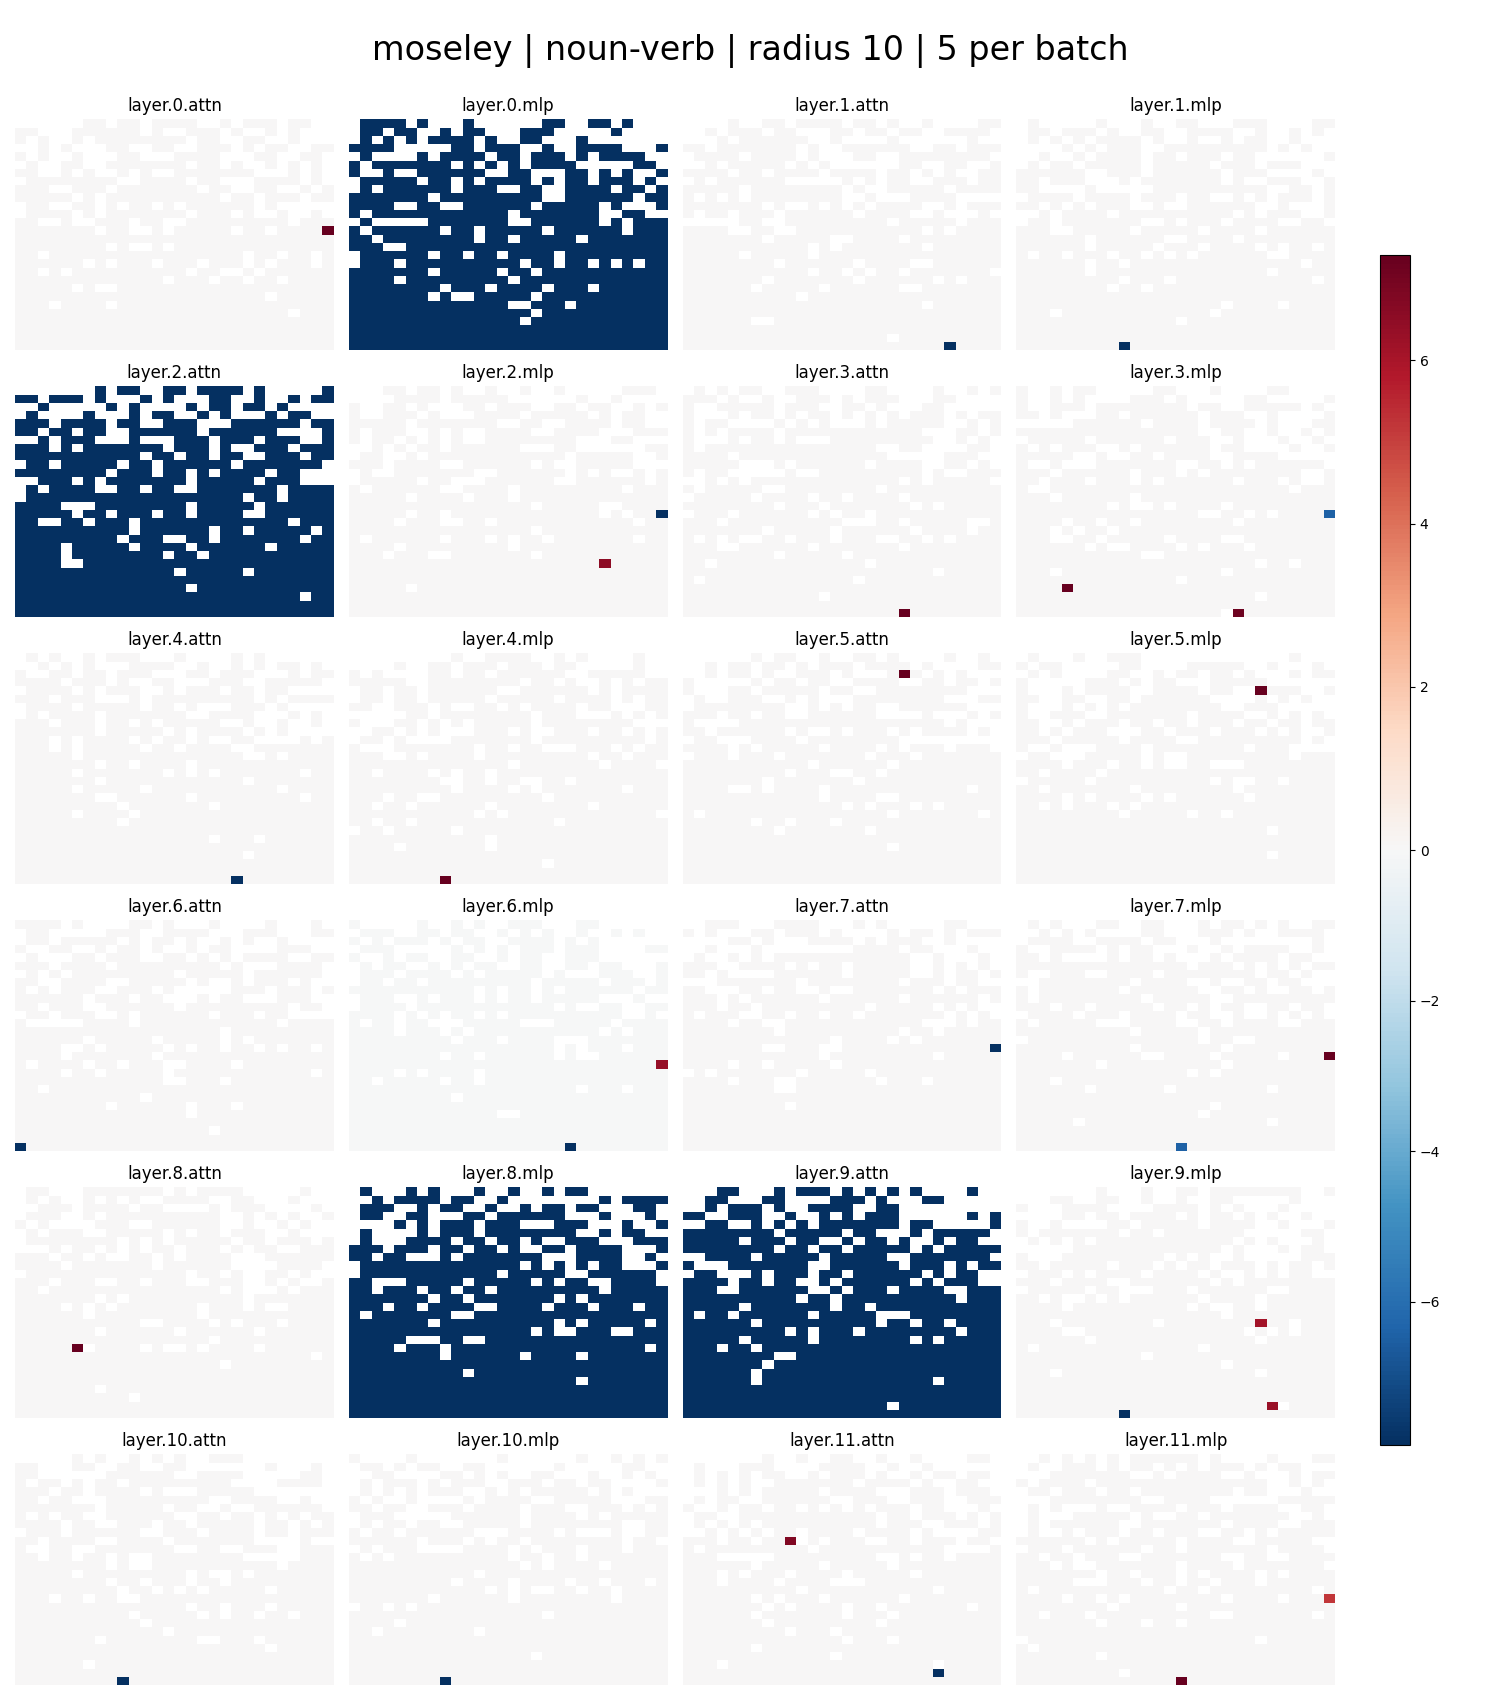 moseley | noun-verb | radius 10 | 5 per batch
layer.0.attn layer.0.mlp layer.1.attn layer.1.mlp
layer.2.attn layer.2.mlp layer.3.attn layer.3.mlp
layer.4.attn layer.4.mlp layer.5.attn layer.5.mlp
layer.6.attn layer.6.mlp layer.7.attn layer.7.mlp
layer.8.attn layer.8.mlp layer.9.attn layer.9.mlp
layer.10.attn layer.10.mlp layer.11.attn layer.11.mlp
6
4
2
0
−2
−4
−6